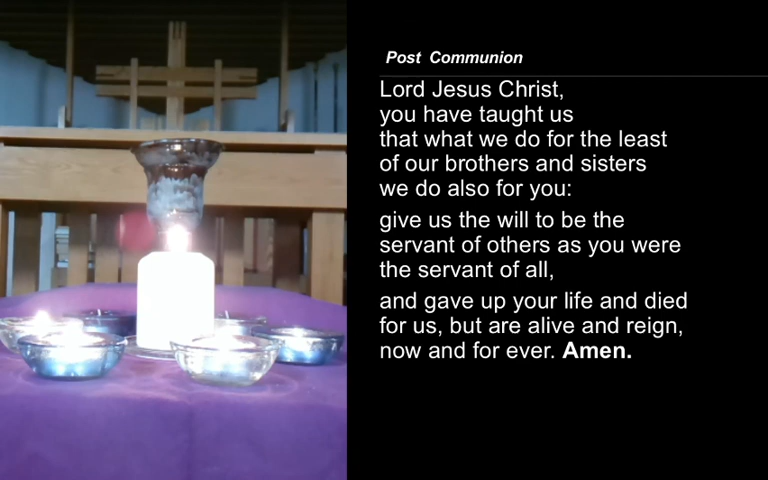 Post Communion
Lord Jesus Christ,
you have taught us
that what we do for the least
of our brothers and sisters
we do also for you:
give us the will to be the
servant of others as you were
the servant of all,
and gave up your life and died
for us, but are alive and reign,
now and for ever. Amen.